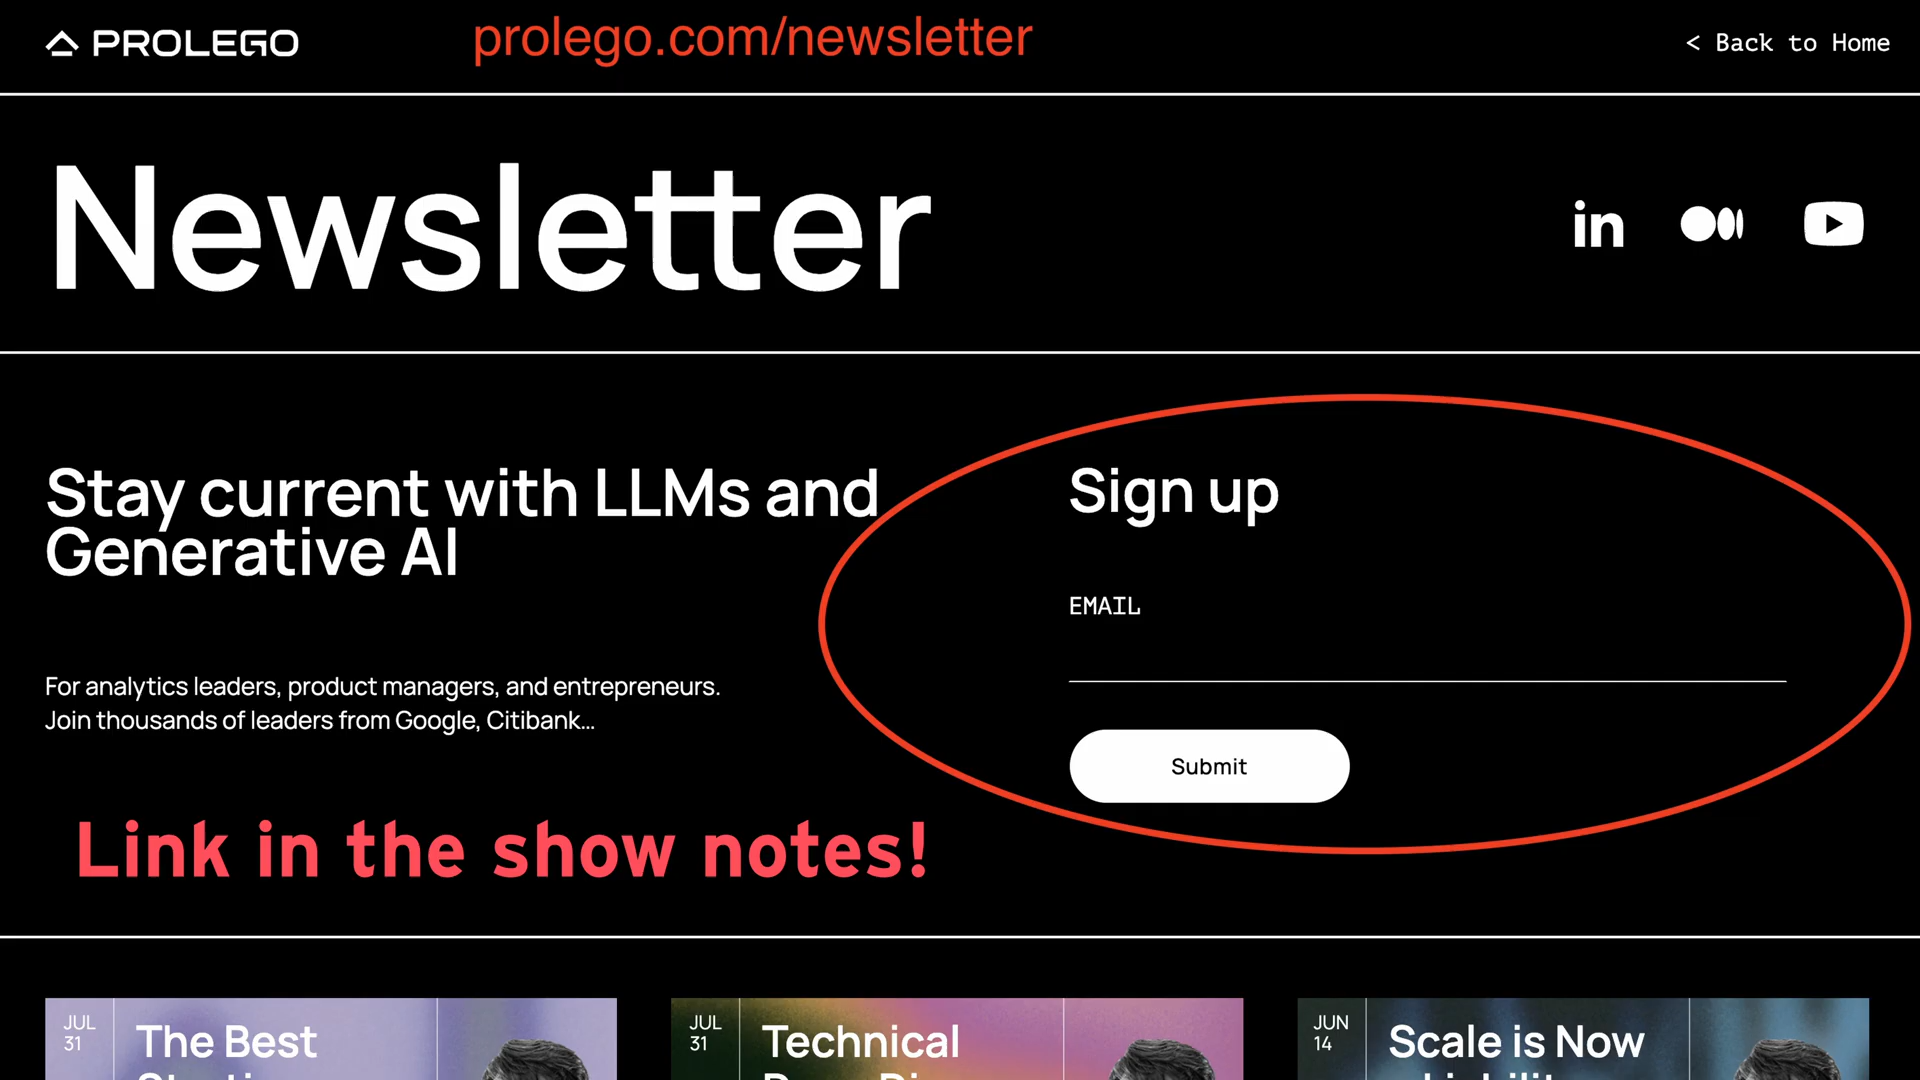 PROLEGO
prolego.com/newsletter
< Back to Home
Newsletter
in
Stay current with LLMs and
Generative AI
For analytics leaders, product managers, and entrepreneurs.
Join thousands of leaders from Google, Citibank...
Sign up
EMAIL
Submit
Link in the show notes!
JUL
31
The Best
JUL
31
Technical
JUN
14
Scale is Now